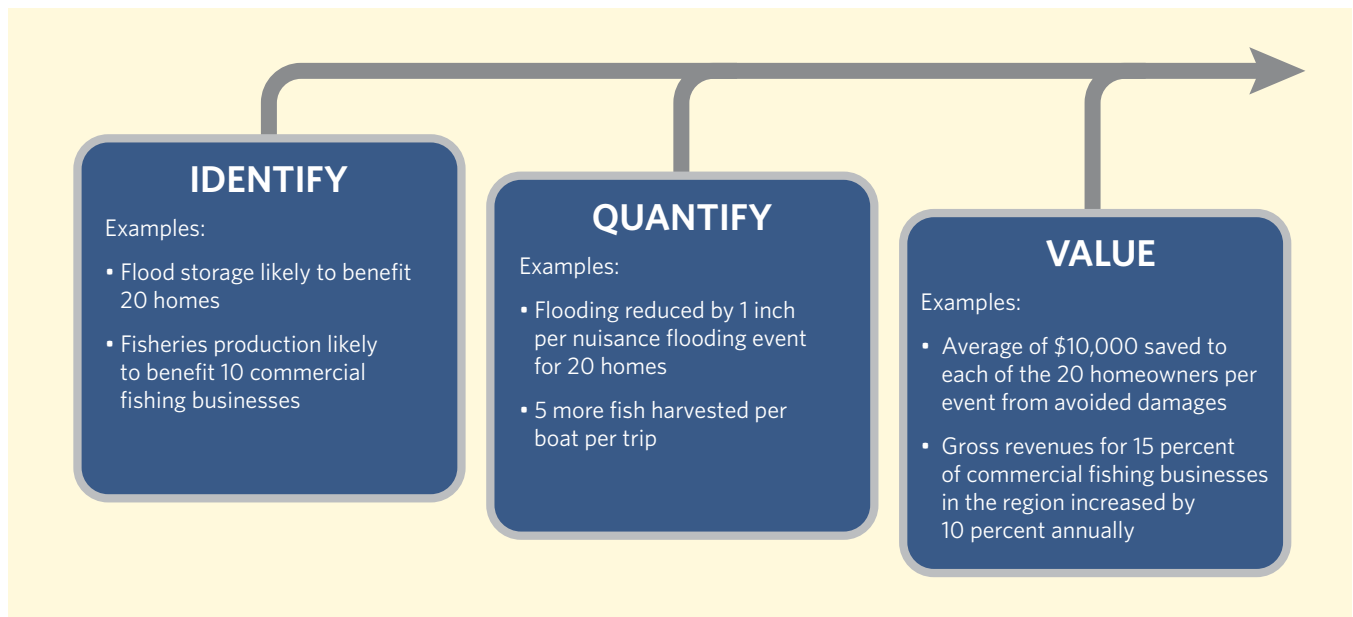 IDENTIFY
Examples:
• Flood storage likely to benefit
20 homes
• Fisheries production likely
to benefit 10 commercial
fishing businesses
QUANTIFY
Examples:
• Flooding reduced by 1 inch
per nuisance flooding event
for 20 homes
• 5 more fish harvested per
boat per trip
VALUE
Examples:
• Average of $10,000 saved to
each of the 20 homeowners per
event from avoided damages
• Gross revenues for 15 percent
of commercial fishing businesses
in the region increased by
10 percent annually